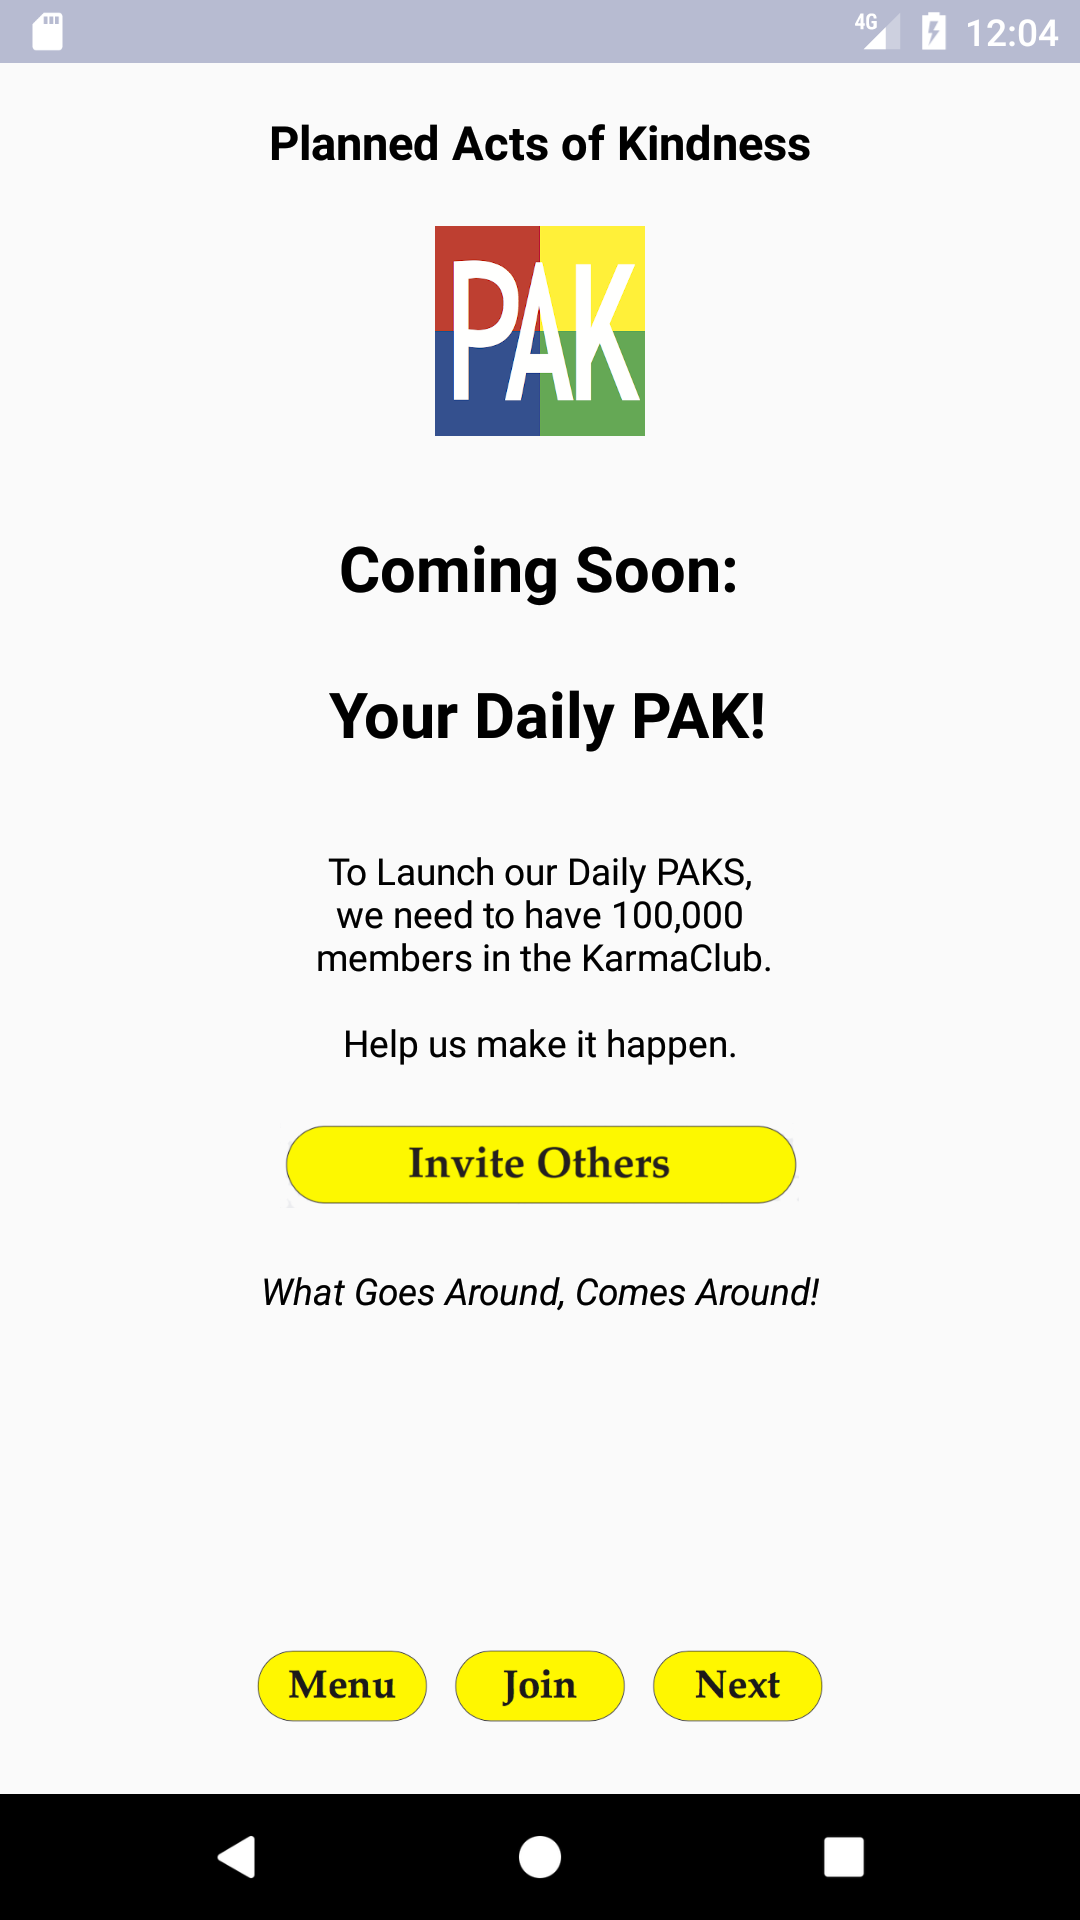 4G 12:04
Planned Acts of Kindness
PAK
Coming Soon:
Your Daily PAK!
To Launch our Daily PAKS,
we need to have 100,000
members in the KarmaClub.
Help us make it happen.
Invite Others
What Goes Around, Comes Around!
Menu Join Next